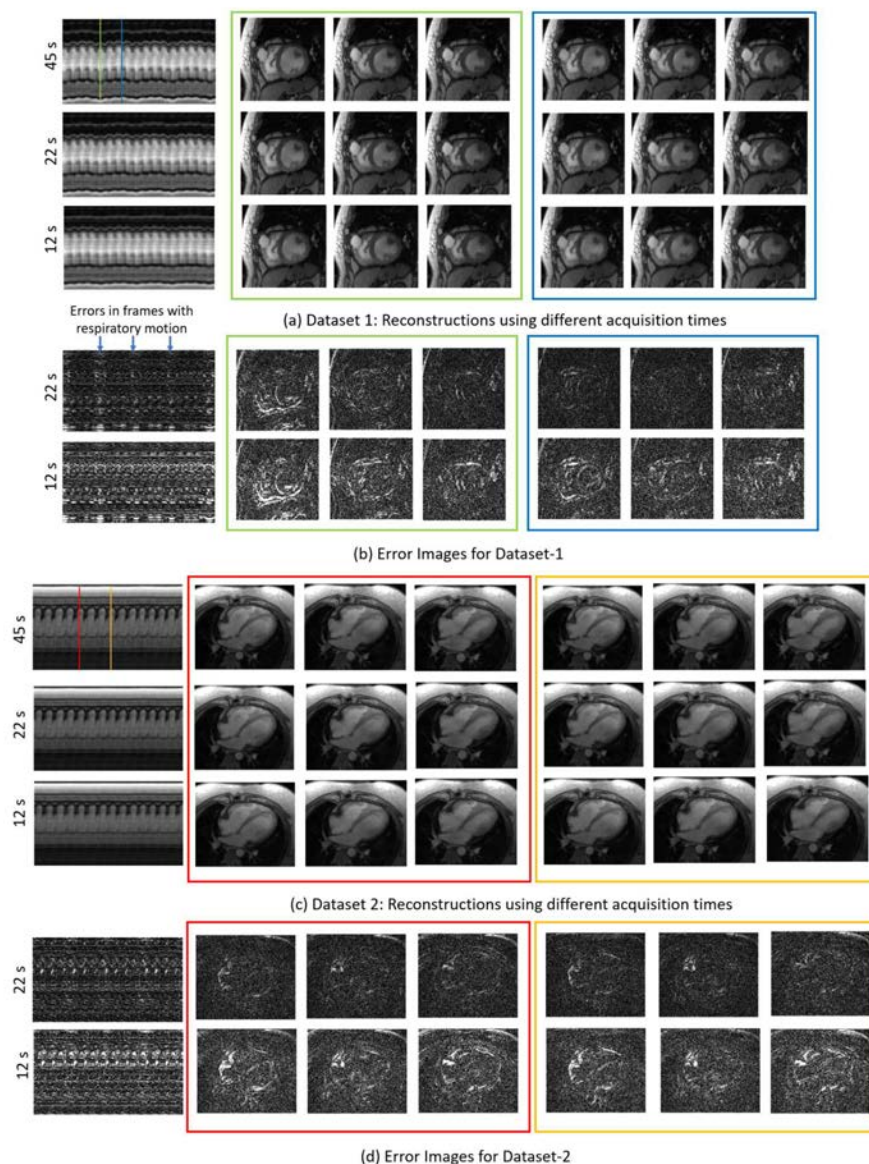 45 s
22 s
12 s
(a) Dataset 1: Reconstructions using different acquisition times
Errors in frames with
respiratory motion
22 s
12 s
(b) Error Images for Dataset-1
45 s
22 s
12 s
(c) Dataset 2: Reconstructions using different acquisition times
22 s
12 s
(d) Error Images for Dataset-2